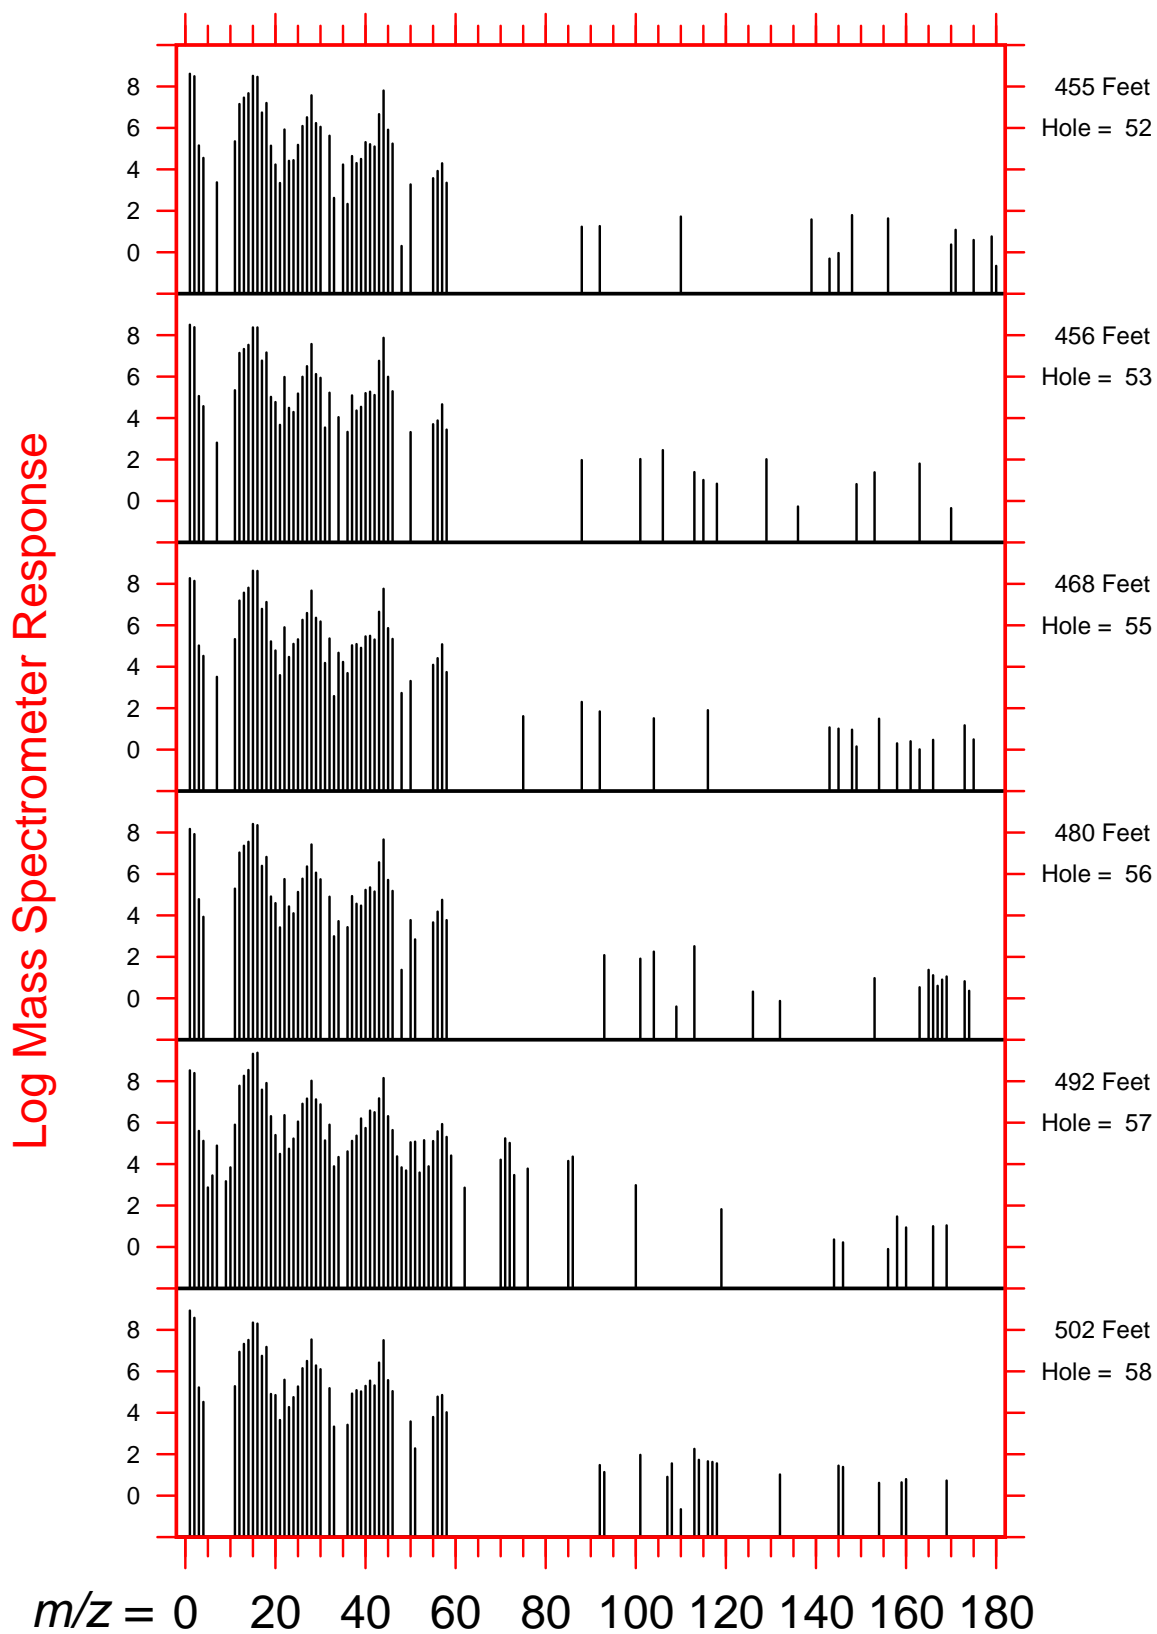 8
6
4
2
0
455 Feet
Hole = 52
8
6
4
2
0
456 Feet
Hole = 53
8
6
4
2
0
468 Feet
Hole = 55
8
6
4
2
0
480 Feet
Hole = 56
8
6
4
2
0
492 Feet
Hole = 57
8
6
4
2
0
502 Feet
Hole = 58
Log Mass Spectrometer Response
m/z = 0 20 40 60 80 100 120 140 160 180